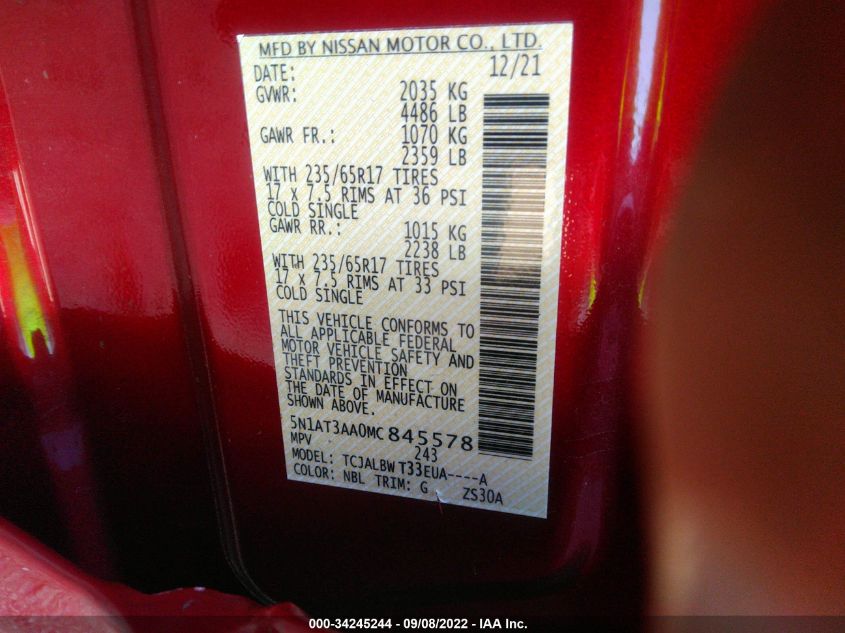 MFD BY NISSAN MOTOR CO., LTD.
DATE: 12/21
GVWR: 2035 KG
4486 LB
GAWR FR.: 1070 KG
2359 LB
WITH 235/65R17 TIRES
17 x 7.5 RIMS AT 36 PSI
COLD SINGLE
GAWR RR.: 1015 KG
2238 LB
WITH 235/65R17 TIRES
17 x 7.5 RIMS AT 33 PSI
COLD SINGLE
THIS VEHICLE CONFORMS TO
ALL APPLICABLE FEDERAL
MOTOR VEHICLE SAFETY AND
THEFT PREVENTION
STANDARDS IN EFFECT ON
THE DATE OF MANUFACTURE
SHOWN ABOVE.
5N1AT3AA0MC845578
MPV 243
MODEL: TCJALBW T33EUA----A
COLOR: NBL TRIM: G ZS30A
000-34245244 - 09/08/2022 - IAA Inc.